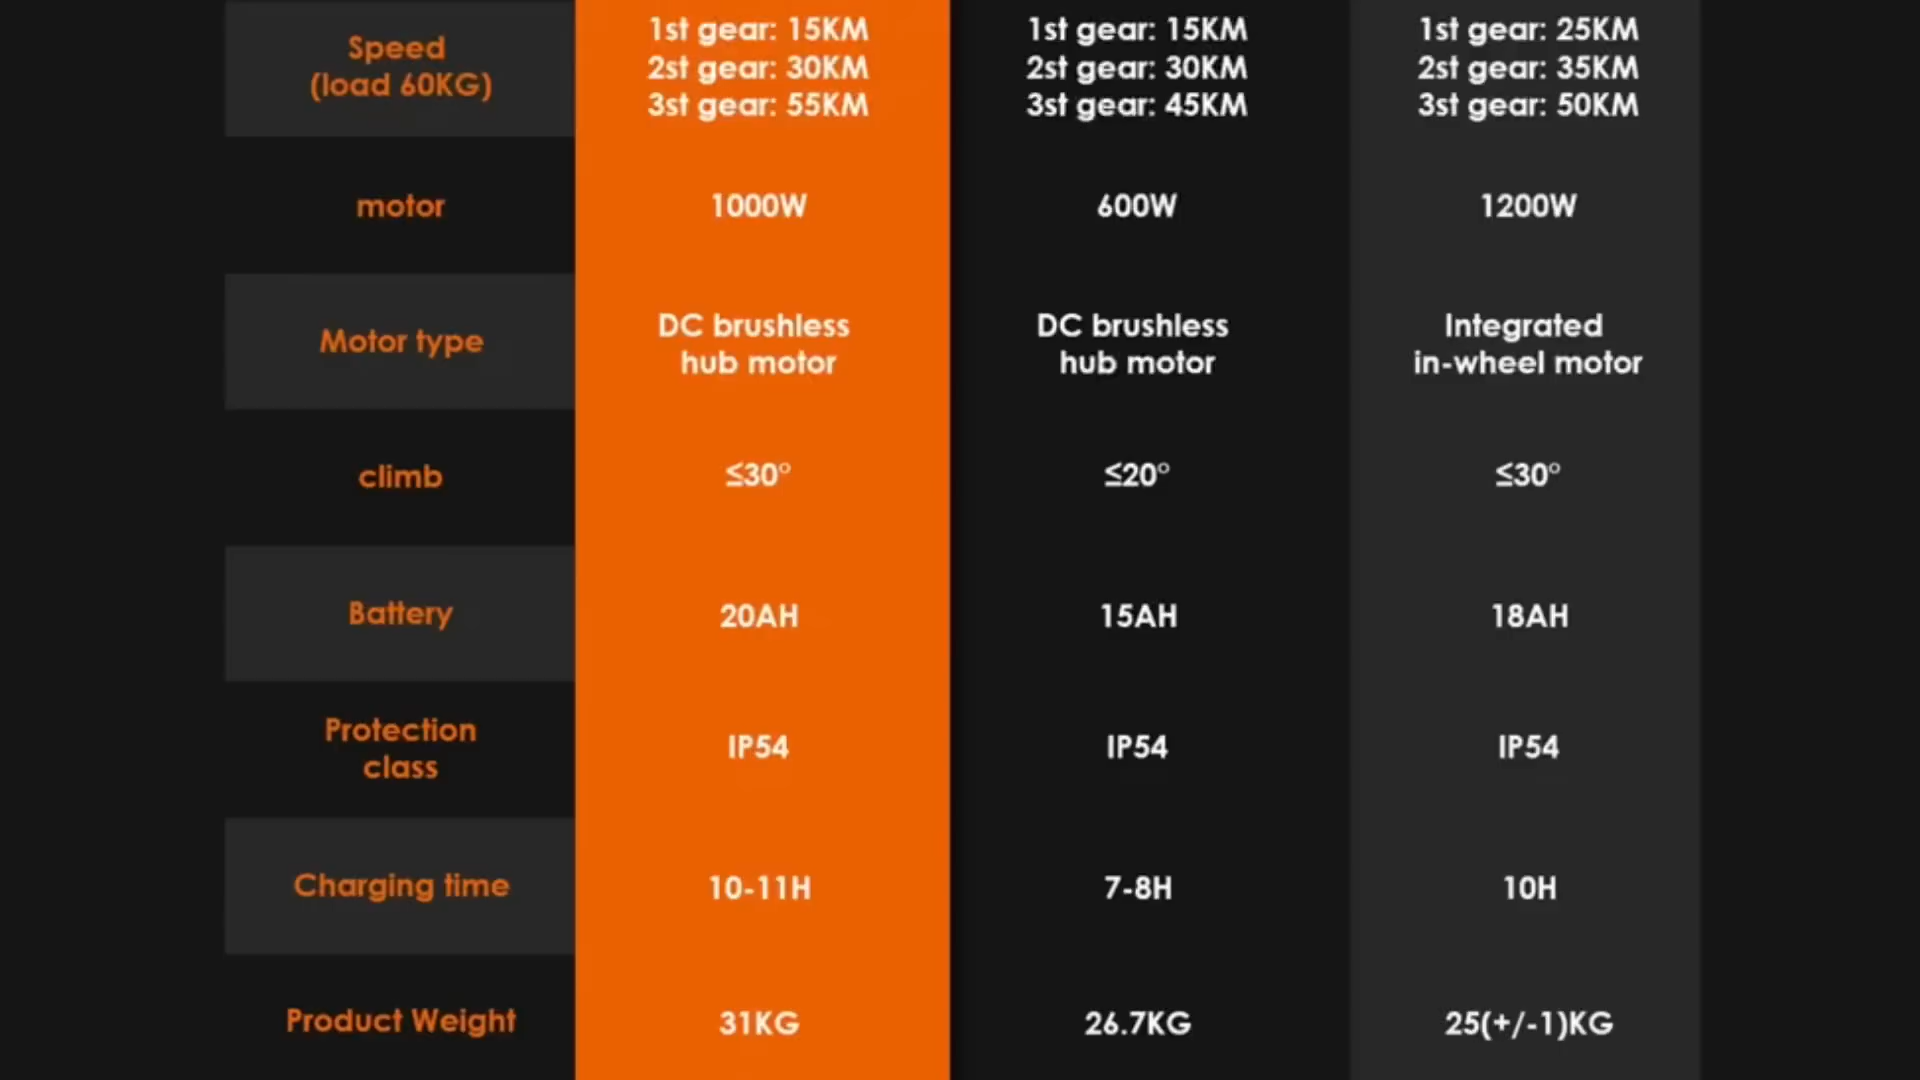 Speed
(load 60KG)
1st gear: 15KM
2st gear: 30KM
3st gear: 55KM
1st gear: 15KM
2st gear: 30KM
3st gear: 45KM
1st gear: 25KM
2st gear: 35KM
3st gear: 50KM
motor
1000W
600W
1200W
Motor type
DC brushless
hub motor
DC brushless
hub motor
Integrated
in-wheel motor
climb
≤30°
≤20°
≤30°
Battery
20AH
15AH
18AH
Protection
class
IP54
IP54
IP54
Charging time
10-11H
7-8H
10H
Product Weight
31KG
26.7KG
25(+/-1)KG